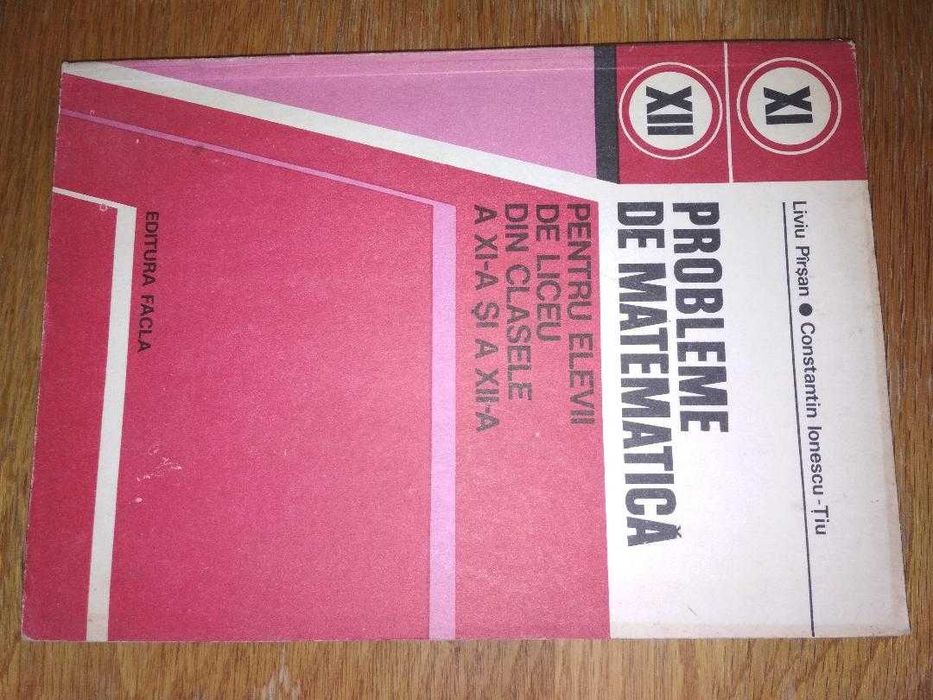 Liviu Pîrșan ● Constantin Ionescu-Țiu
XI
XII
PROBLEME
DE MATEMATICĂ
PENTRU ELEVII
DE LICEU
DIN CLASELE
A XI-A ȘI A XII-A
EDITURA FACLA